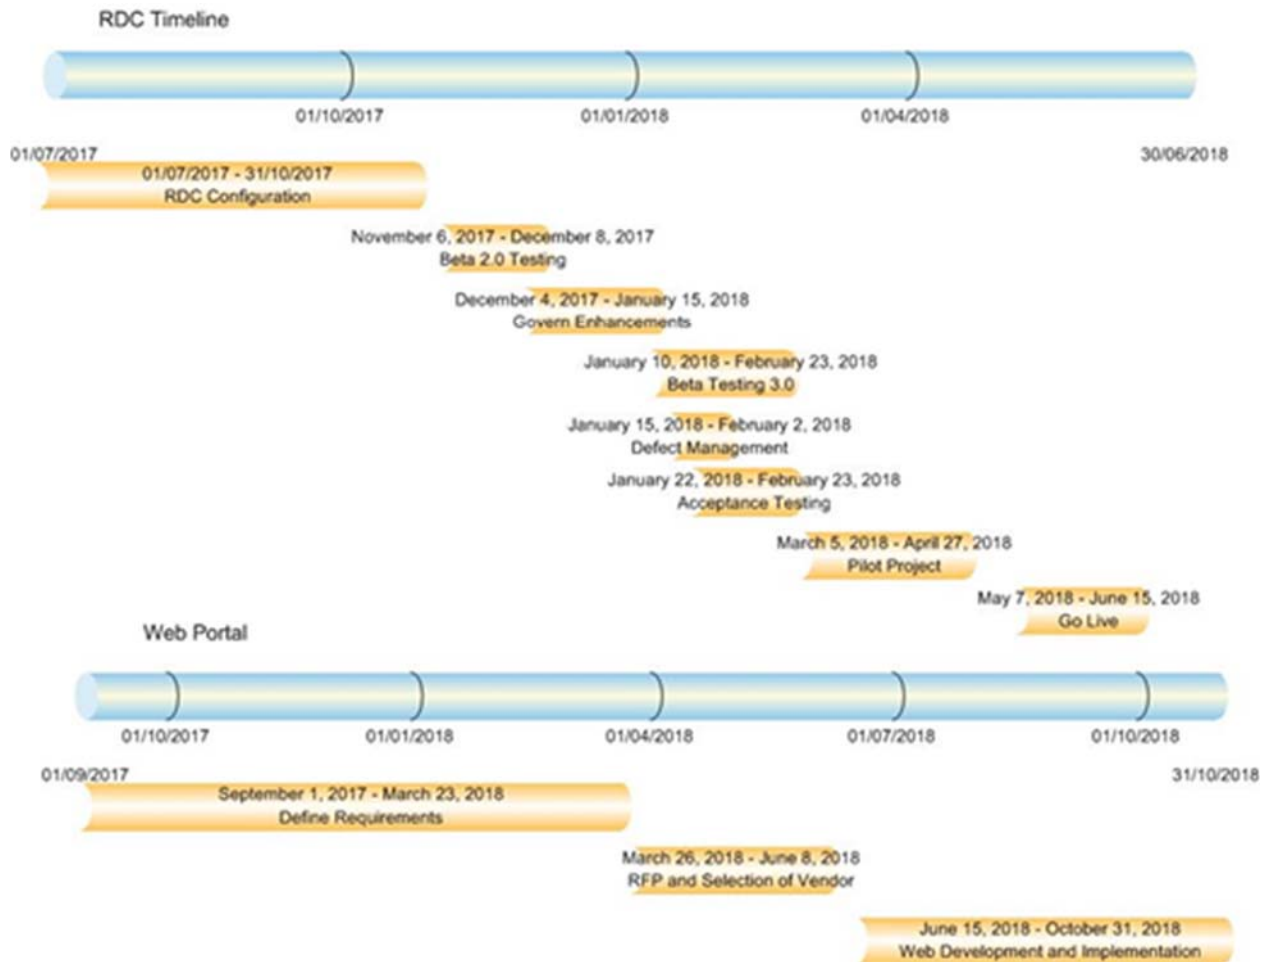 RDC Timeline
01/10/2017
01/01/2018
01/04/2018
01/07/2017
30/06/2018
01/07/2017 - 31/10/2017
RDC Configuration
November 6, 2017 - December 8, 2017
Beta 2.0 Testing
December 4, 2017 - January 15, 2018
Govern Enhancements
January 10, 2018 - February 23, 2018
Beta Testing 3.0
January 15, 2018 - February 2, 2018
Defect Management
January 22, 2018 - February 23, 2018
Acceptance Testing
March 5, 2018 - April 27, 2018
Pilot Project
May 7, 2018 - June 15, 2018
Go Live
Web Portal
01/10/2017
01/01/2018
01/04/2018
01/07/2018
01/10/2018
01/09/2017
31/10/2018
September 1, 2017 - March 23, 2018
Define Requirements
March 26, 2018 - June 8, 2018
RFP and Selection of Vendor
June 15, 2018 - October 31, 2018
Web Development and Implementation